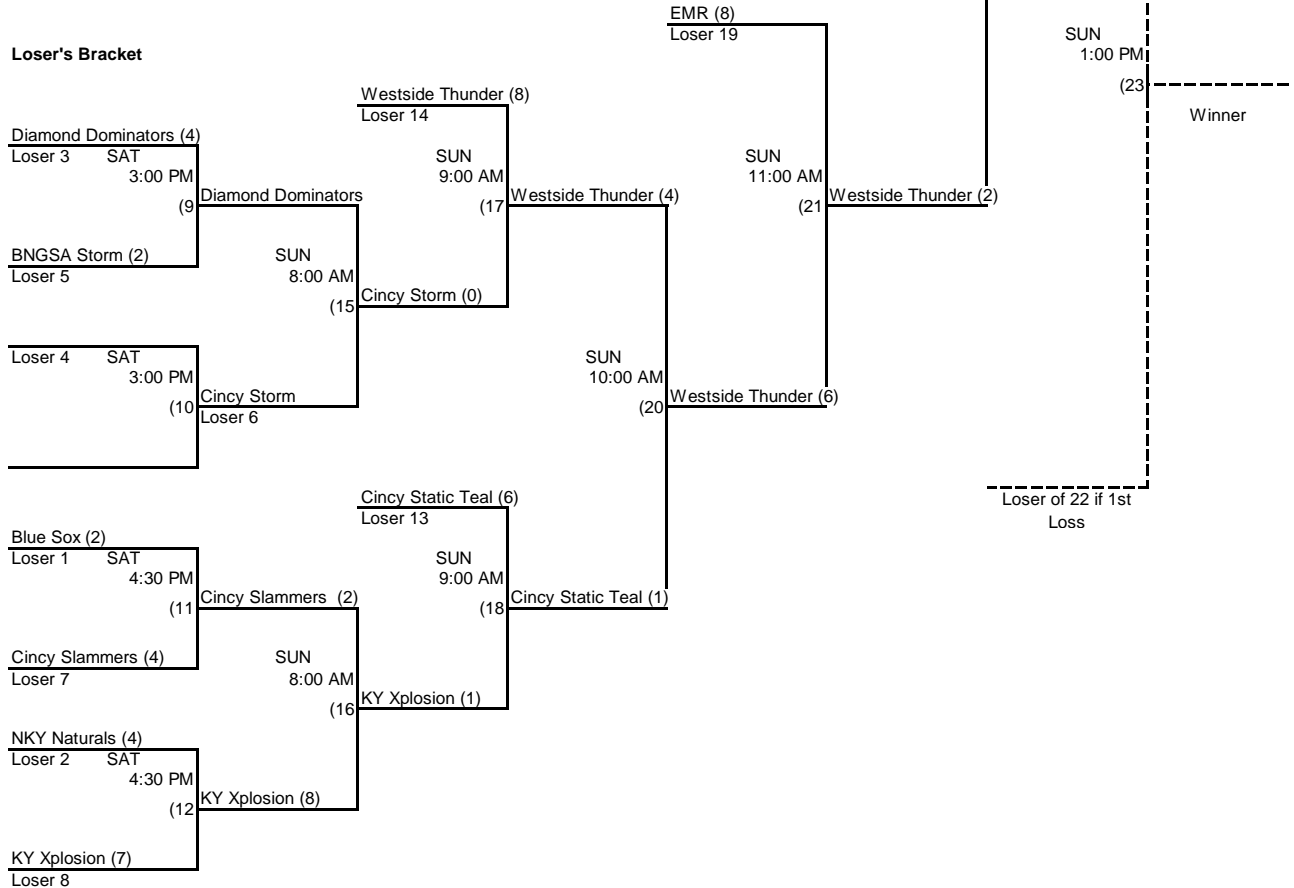 EMR (8)
Loser 19
SUN
1:00 PM
(23
Winner
Loser's Bracket
Westside Thunder (8)
Loser 14
Diamond Dominators (4)
Loser 3 SAT
3:00 PM
(9
Diamond Dominators
SUN
9:00 AM
(17
Westside Thunder (4)
SUN
11:00 AM
(21
Westside Thunder (2)
BNGSA Storm (2)
Loser 5
SUN
8:00 AM
(15
Cincy Storm (0)
Loser 4 SAT
3:00 PM
(10
Cincy Storm
Loser 6
SUN
10:00 AM
(20
Westside Thunder (6)
Cincy Static Teal (6)
Loser 13
Loser of 22 if 1st
Loss
Blue Sox (2)
Loser 1 SAT
4:30 PM
(11
Cincy Slammers (2)
SUN
9:00 AM
(18
Cincy Static Teal (1)
Cincy Slammers (4)
Loser 7
SUN
8:00 AM
(16
KY Xplosion (1)
NKY Naturals (4)
Loser 2 SAT
4:30 PM
(12
KY Xplosion (8)
KY Xplosion (7)
Loser 8